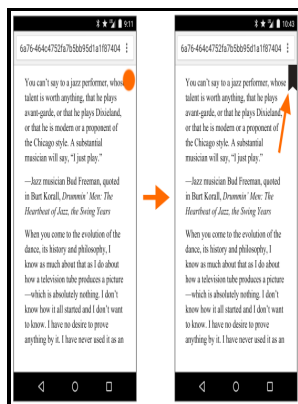 9:11
6a76-464c4752fa7b5bb95d1a1f87404
You can't say to a jazz performer, whose
talent is worth anything, that he plays
avant-garde, or that he plays Dixieland,
or that he is modern or a proponent of
the Chicago style. A substantial
musician will say, "I just play."
—Jazz musician Bud Freeman, quoted
in Burt Korall, Drummin' Men: The
Heartbeat of Jazz, the Swing Years
When you come to the evolution of the
dance, its history and philosophy, I
know as much about that as I do about
how a television tube produces a picture
—which is absolutely nothing. I don't
know how it all started and I don't want
to know. I have no desire to prove
anything by it. I have never used it as an
10:43
6a76-464c4752fa7b5bb95d1a1f87404
You can't say to a jazz performer, whose
talent is worth anything, that he plays
avant-garde, or that he plays Dixieland,
or that he is modern or a proponent of
the Chicago style. A substantial
musician will say, "I just play."
—Jazz musician Bud Freeman, quoted
in Burt Korall, Drummin' Men: The
Heartbeat of Jazz, the Swing Years
When you come to the evolution of the
dance, its history and philosophy, I
know as much about that as I do about
how a television tube produces a picture
—which is absolutely nothing. I don't
know how it all started and I don't want
to know. I have no desire to prove
anything by it. I have never used it as an